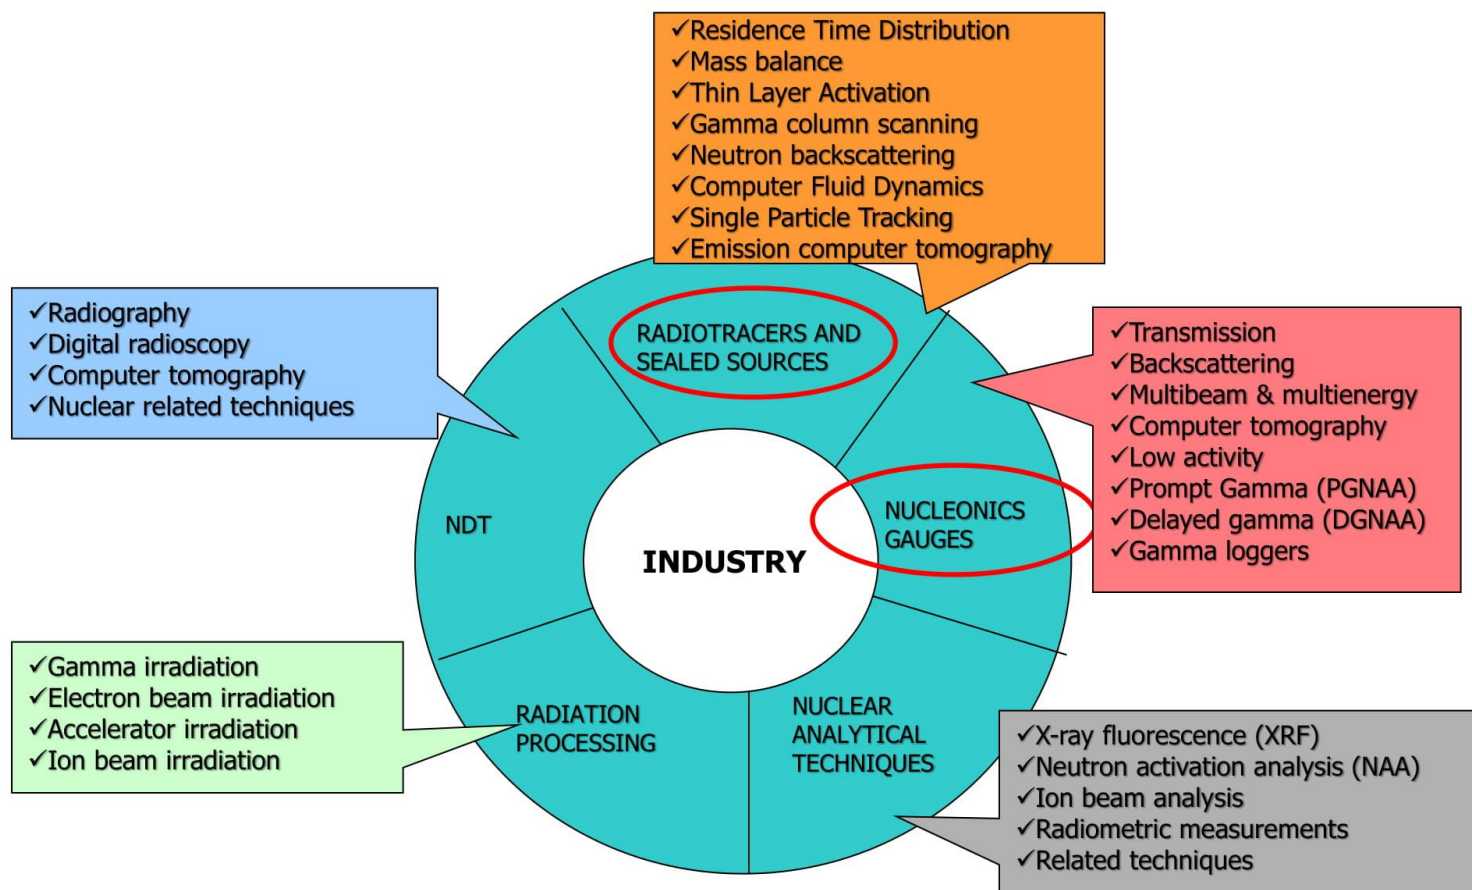 ✓Residence Time Distribution
✓Mass balance
✓Thin Layer Activation
✓Gamma column scanning
✓Neutron backscattering
✓Computer Fluid Dynamics
✓Single Particle Tracking
✓Emission computer tomography
✓Radiography
✓Digital radioscopy
✓Computer tomography
✓Nuclear related techniques
RADIOTRACERS AND
SEALED SOURCES
✓Transmission
✓Backscattering
✓Multibeam & multienergy
✓Computer tomography
✓Low activity
✓Prompt Gamma (PGNAA)
✓Delayed gamma (DGNAA)
✓Gamma loggers
NDT
NUCLEONICS
GAUGES
INDUSTRY
✓Gamma irradiation
✓Electron beam irradiation
✓Accelerator irradiation
✓Ion beam irradiation
RADIATION
PROCESSING
NUCLEAR
ANALYTICAL
TECHNIQUES
✓X-ray fluorescence (XRF)
✓Neutron activation analysis (NAA)
✓Ion beam analysis
✓Radiometric measurements
✓Related techniques